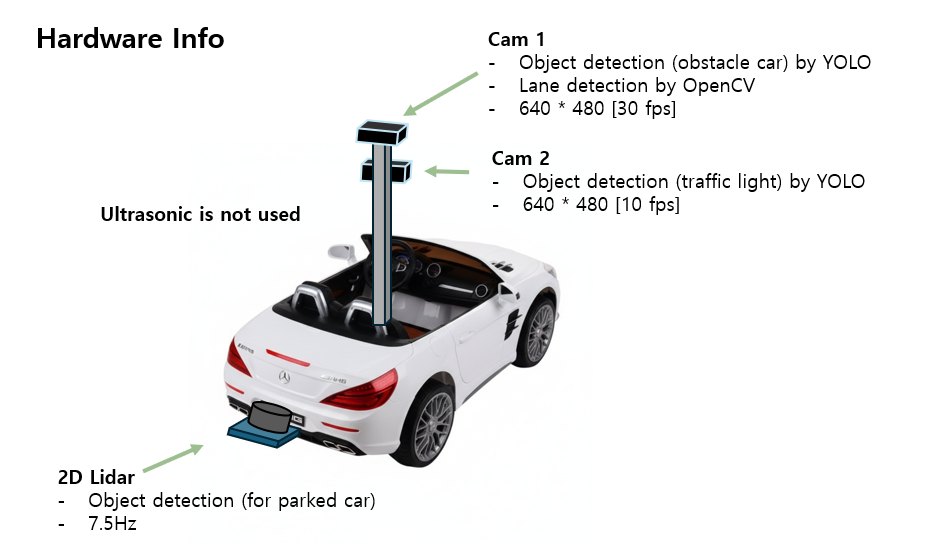 Hardware Info
Cam 1
- Object detection (obstacle car) by YOLO
- Lane detection by OpenCV
- 640 * 480 [30 fps]
Cam 2
- Object detection (traffic light) by YOLO
- 640 * 480 [10 fps]
Ultrasonic is not used
2D Lidar
- Object detection (for parked car)
- 7.5Hz